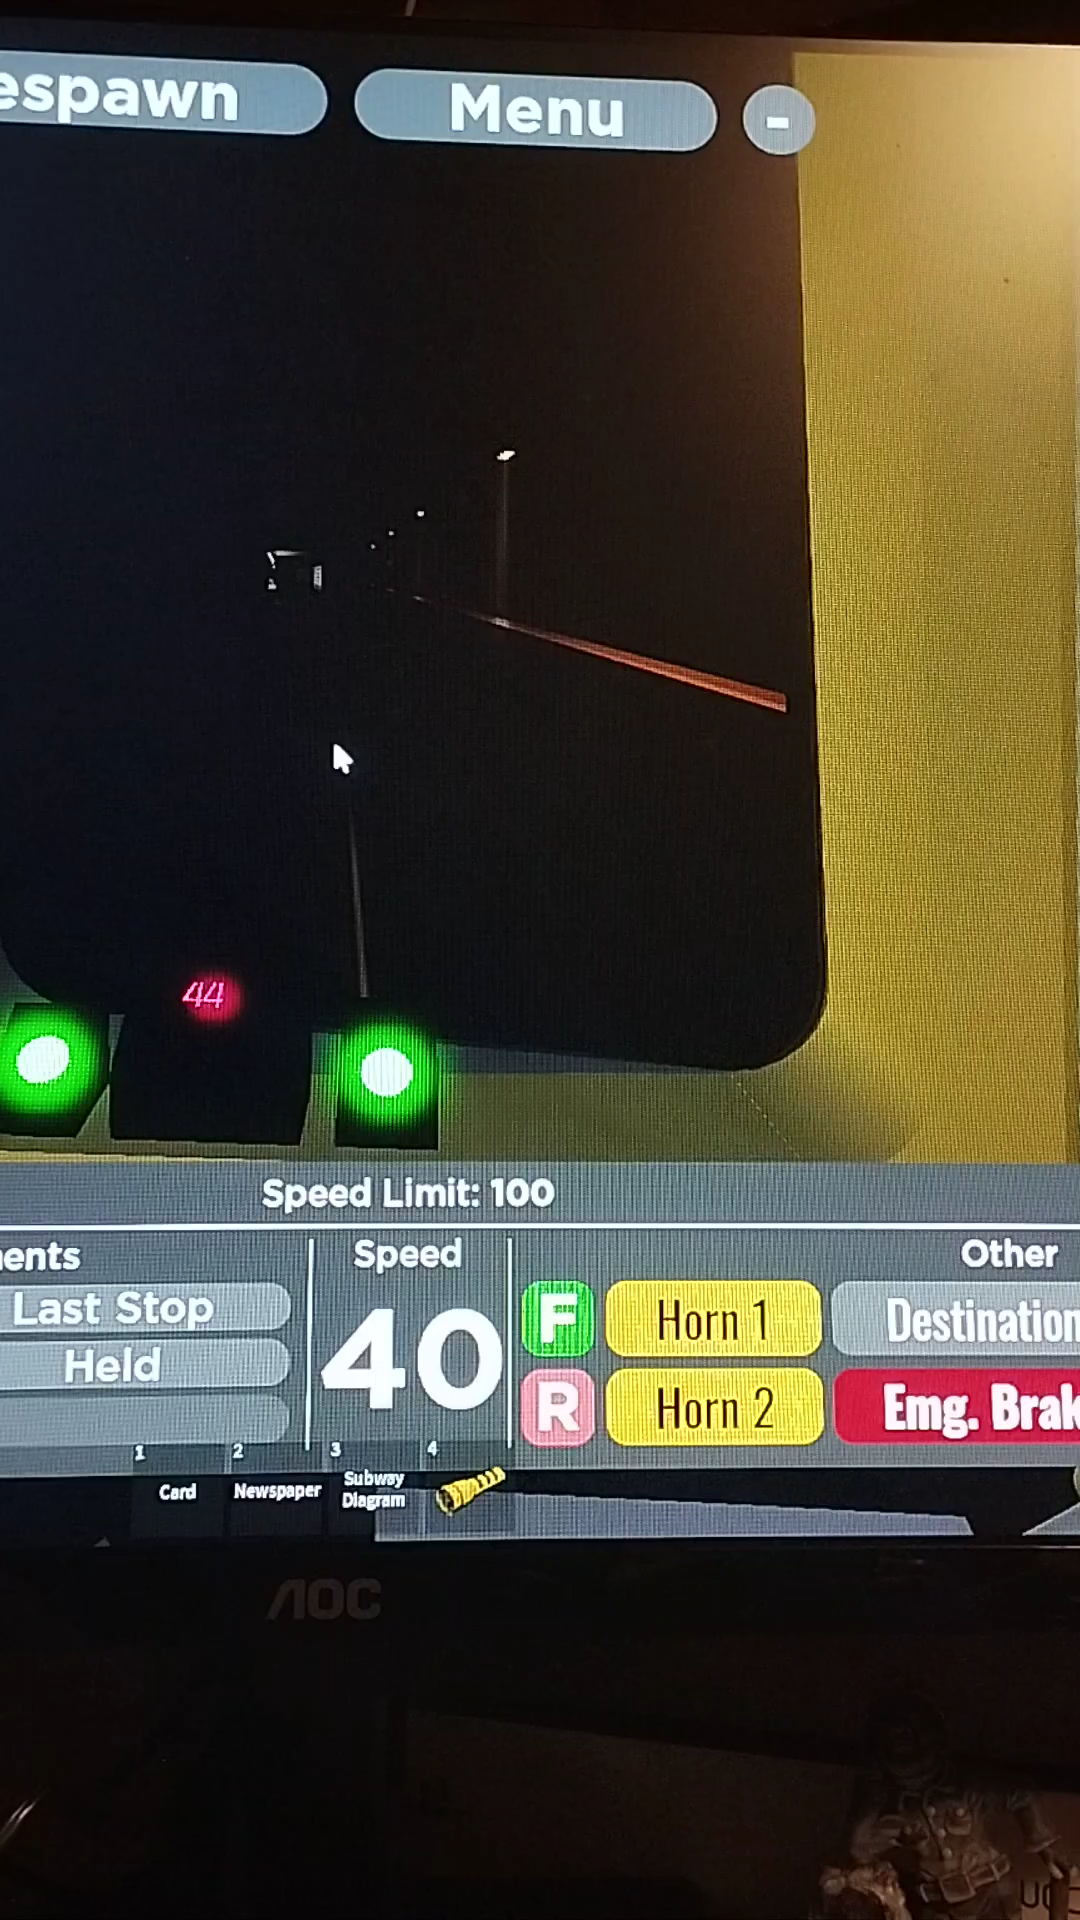 espawn Menu -
44
Speed Limit: 100
ents Speed Other
Last Stop 40 F Horn 1 Destination
Held R Horn 2 Emg. Brak
1 2 3 4
Card Newspaper Subway Diagram
AOC